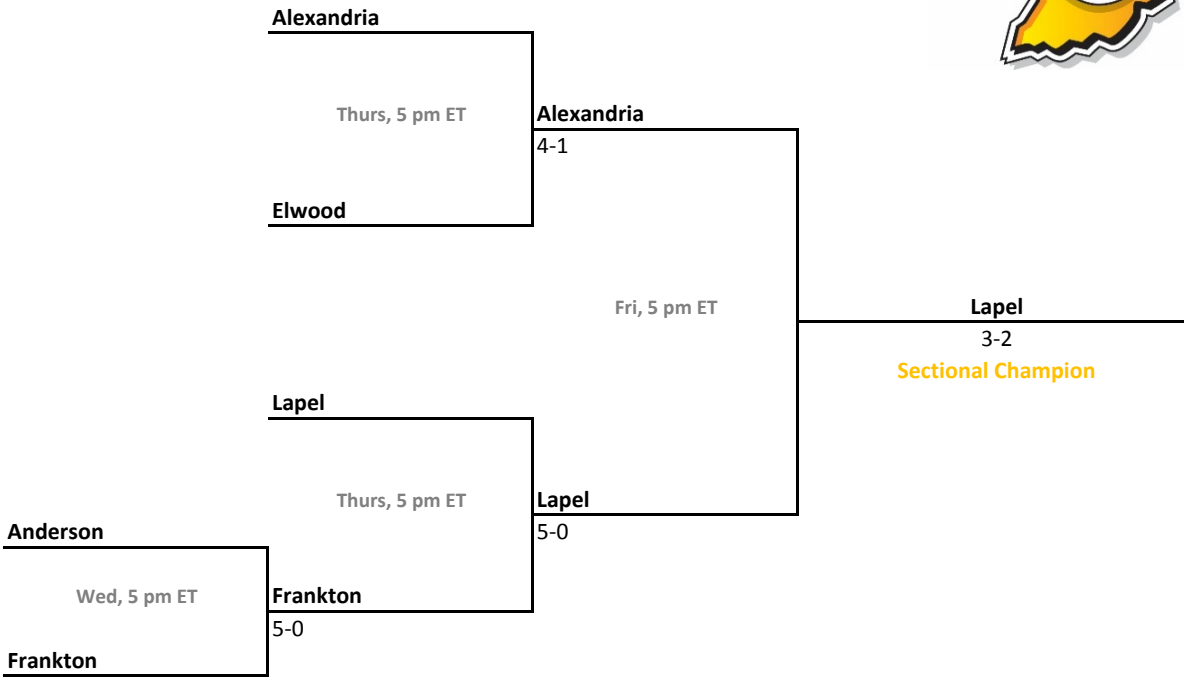 Alexandria
Thurs, 5 pm ET
Alexandria
4-1
Elwood
Fri, 5 pm ET
Lapel
3-2
Sectional Champion
Lapel
Thurs, 5 pm ET
Lapel
5-0
Anderson
Wed, 5 pm ET
Frankton
5-0
Frankton